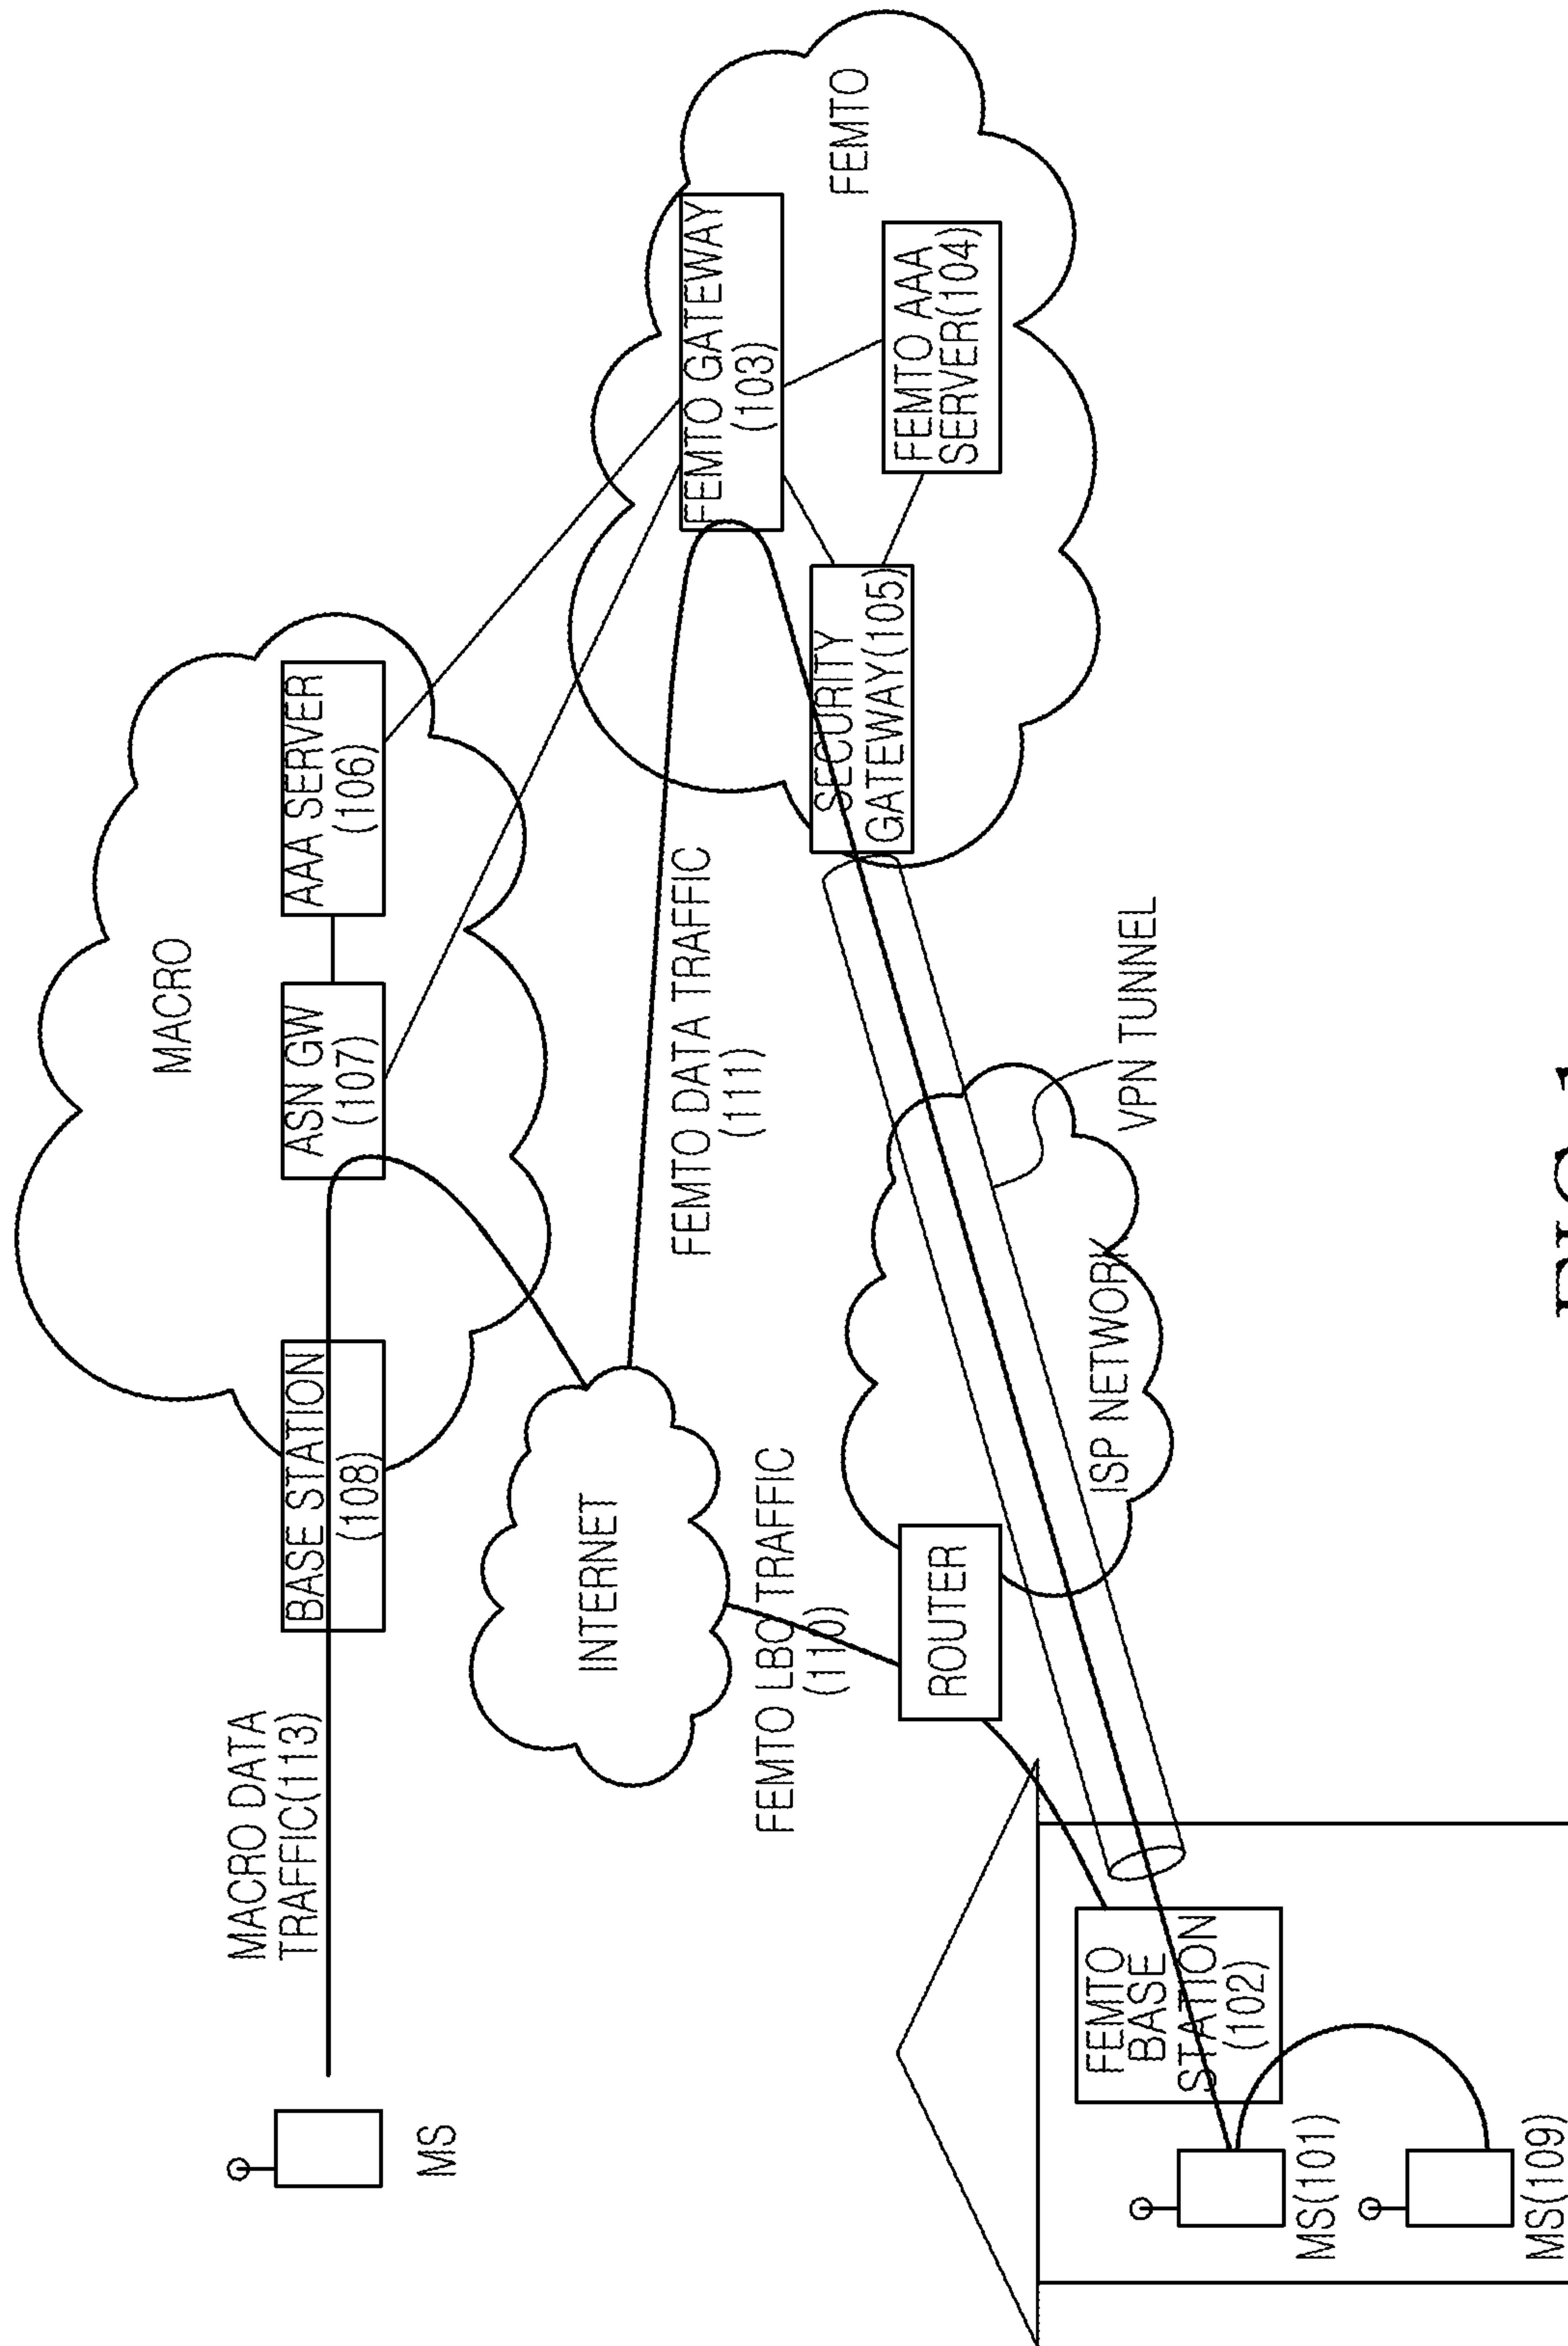 MACRO
MACRO DATA
TRAFFIC(113)
MS
BASE STATION
(108)
ASN GW
(107)
AAA SERVER
(106)
INTERNET
FEMTO DATA TRAFFIC
(111)
FEMTO GATEWAY
(103)
FEMTO
FEMTO AAA
SERVER(104)
SECURITY
GATEWAY(105)
FEMTO LBO TRAFFIC
(110)
ROUTER
ISP NETWORK
VPN TUNNEL
FEMTO
BASE
STATION
(102)
MS(101)
MS(109)